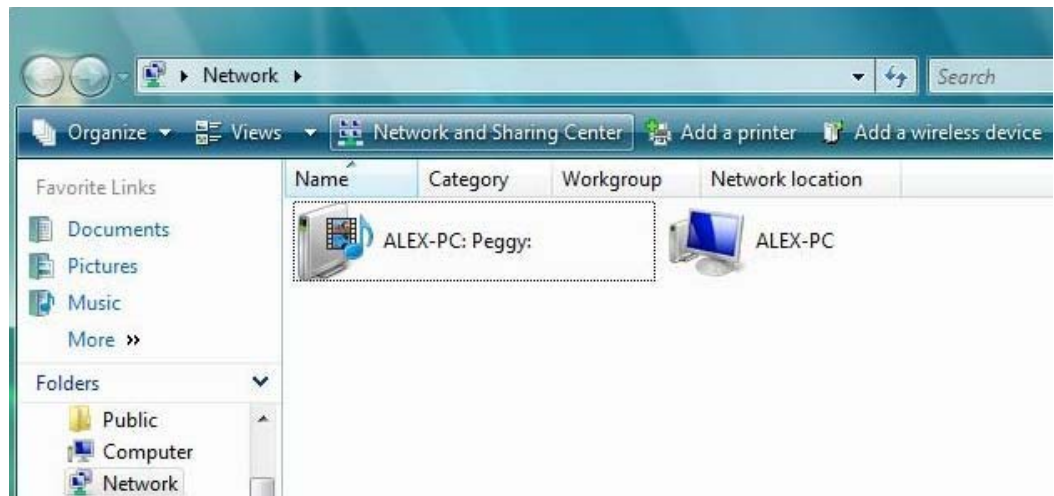 Network
Search
Organize Views Network and Sharing Center Add a printer Add a wireless device
Favorite Links
Documents
Pictures
Music
More »
Folders
Public
Computer
Network
Name Category Workgroup Network location
ALEX-PC: Peggy: ALEX-PC